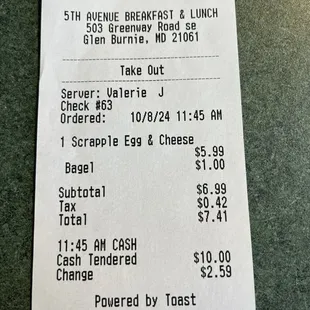 5TH AVENUE BREAKFAST & LUNCH
503 Greenway Road se
Glen Burnie, MD 21061
Take Out
Server: Valerie J
Check #63
Ordered: 10/8/24 11:45 AM
1 Scrapple Egg & Cheese
$5.99
Bagel $1.00
Subtotal $6.99
Tax $0.42
Total $7.41
11:45 AM CASH
Cash Tendered $10.00
Change $2.59
Powered by Toast